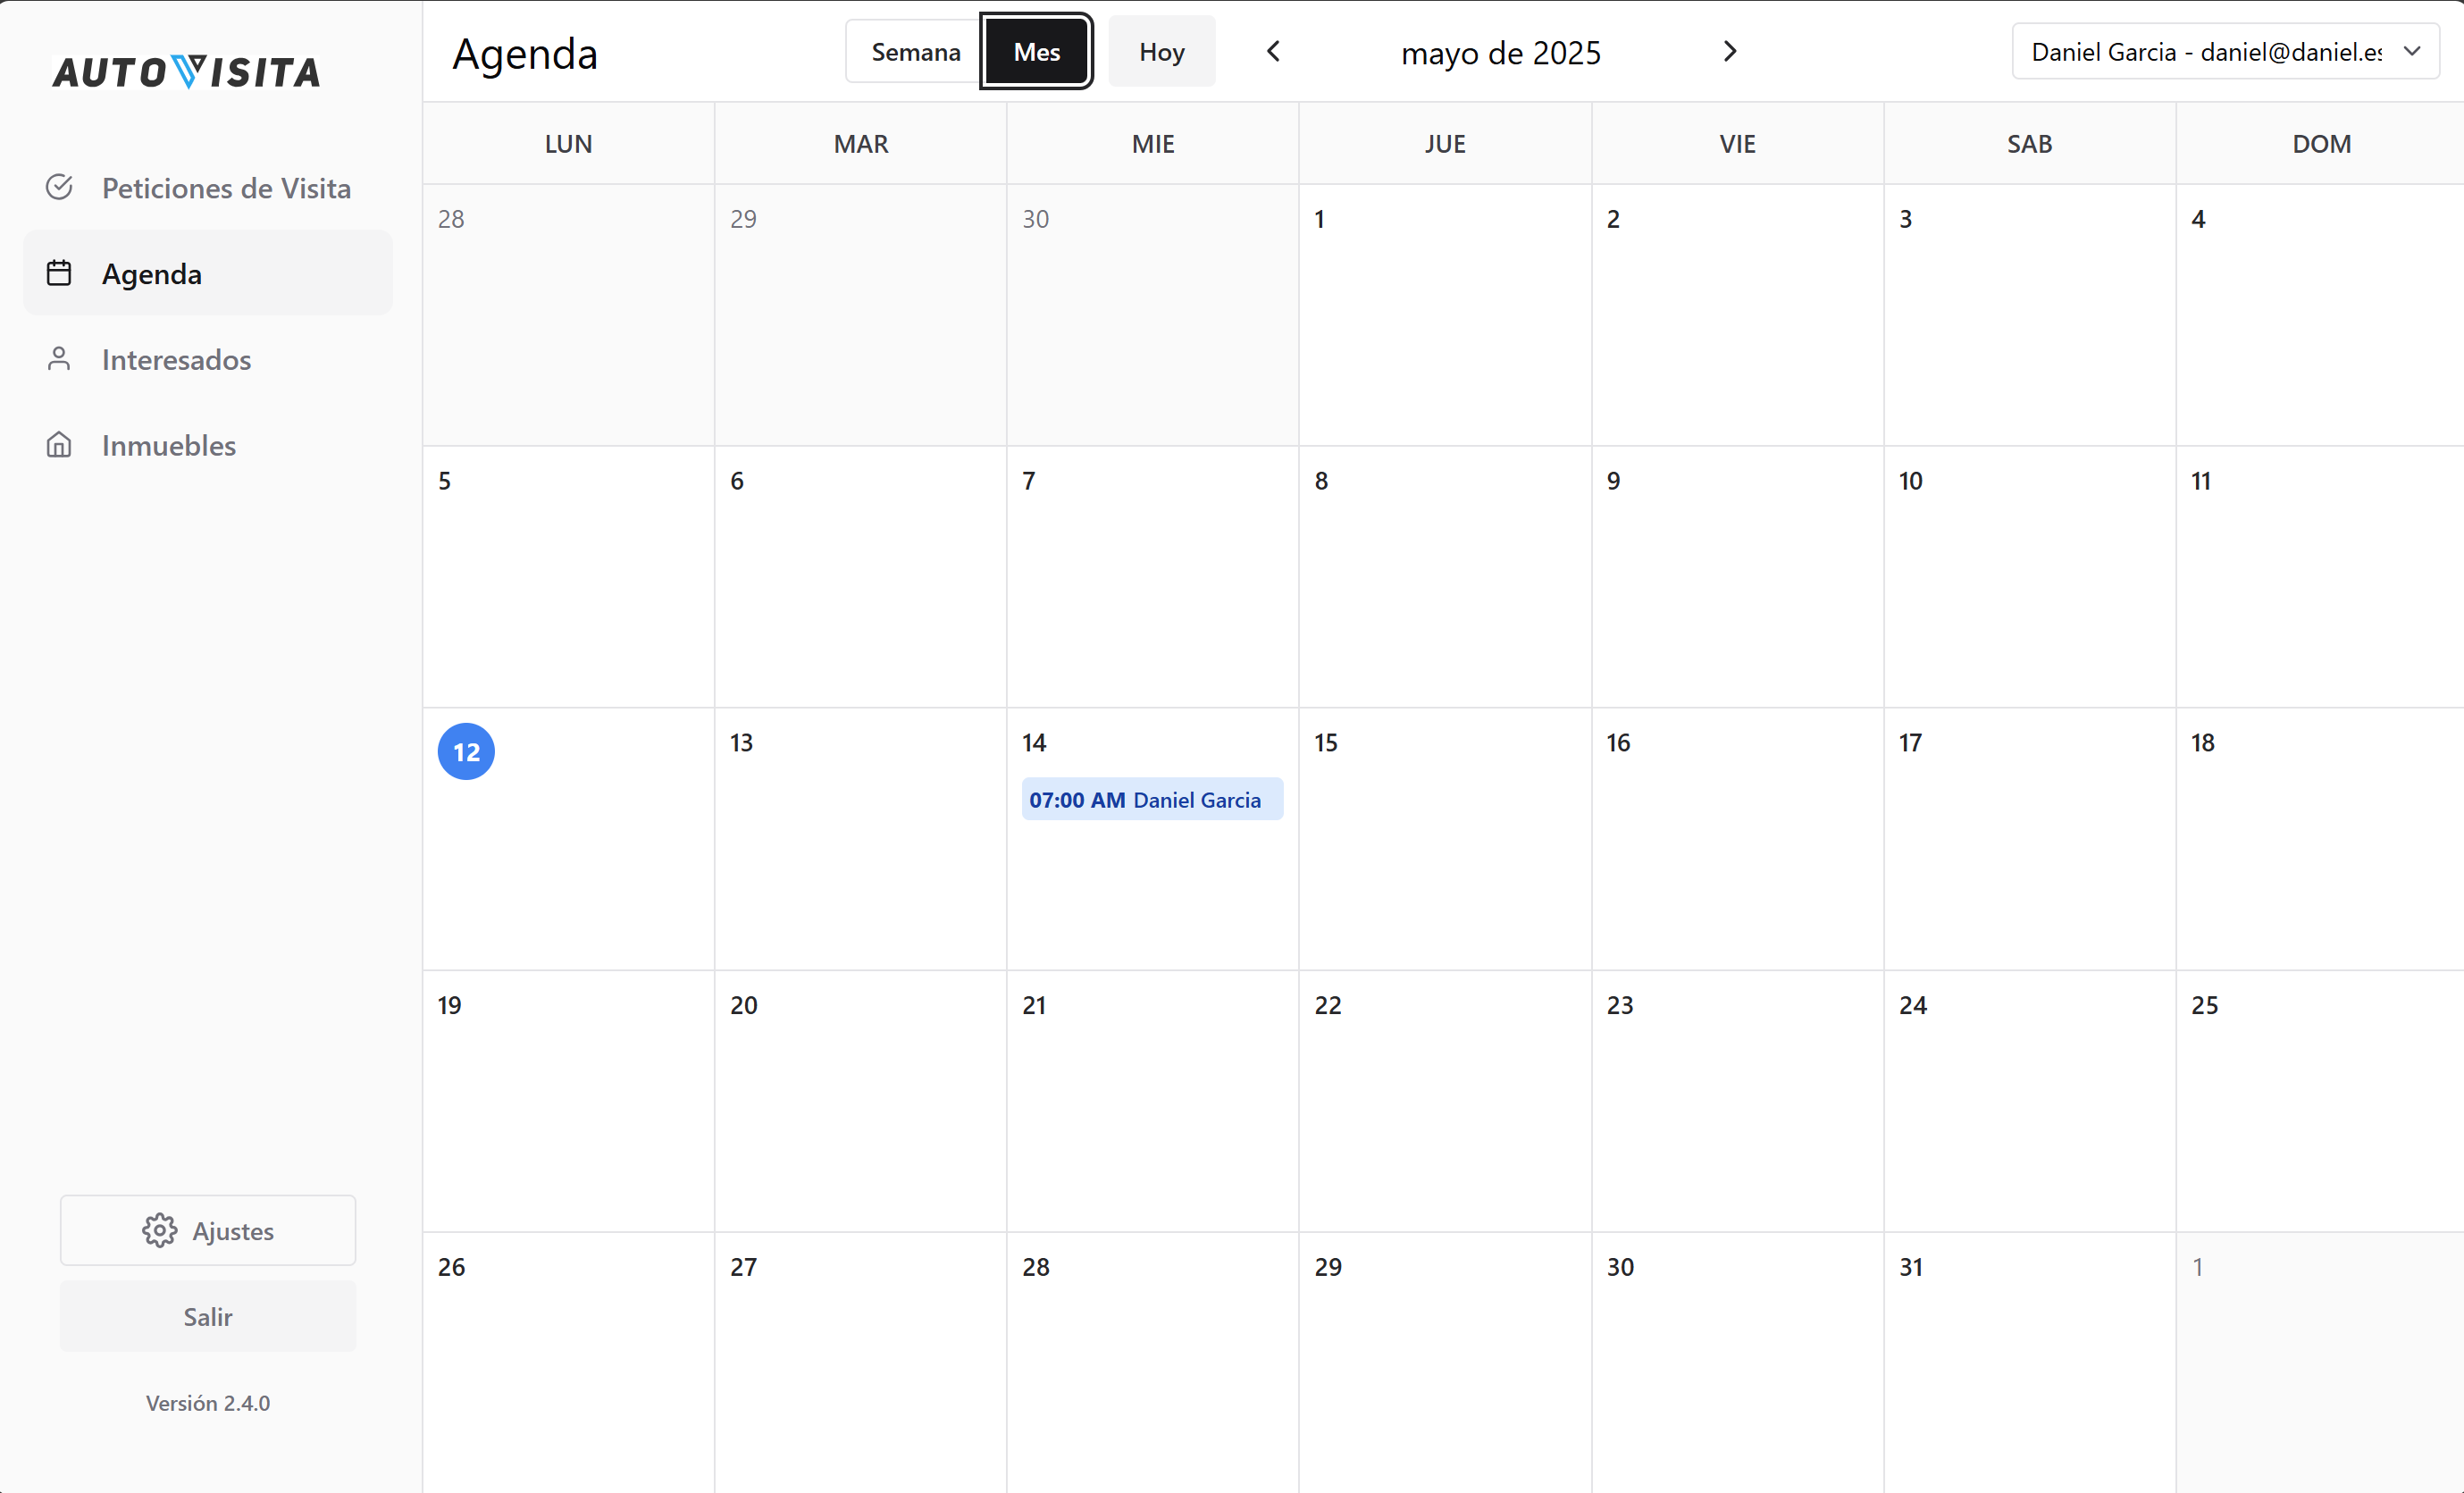 AUTOVISITA
Peticiones de Visita
Agenda
Interesados
Inmuebles
Ajustes
Salir
Versión 2.4.0
Agenda
Semana Mes Hoy mayo de 2025 Daniel Garcia - daniel@daniel.es
LUN MAR MIE JUE VIE SAB DOM
28 29 30 1 2 3 4
5 6 7 8 9 10 11
12 13 14 15 16 17 18
07:00 AM Daniel Garcia
19 20 21 22 23 24 25
26 27 28 29 30 31 1